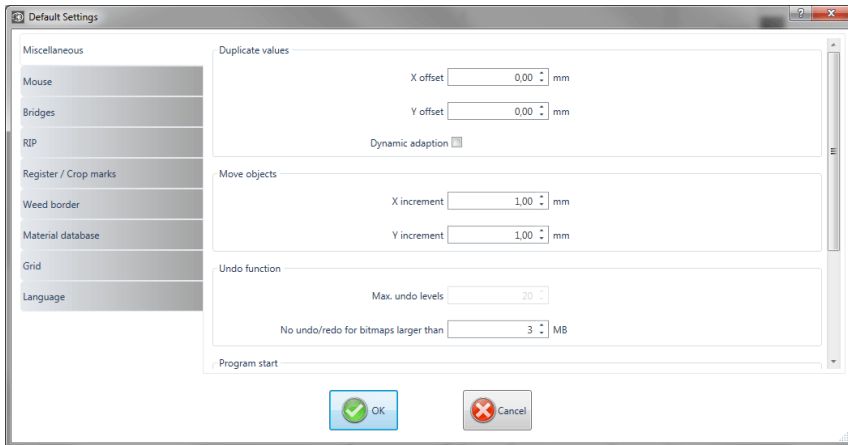 Default Settings
Miscellaneous
Mouse
Bridges
RIP
Register / Crop marks
Weed border
Material database
Grid
Language
Duplicate values
X offset 0,00 mm
Y offset 0,00 mm
Dynamic adaption
Move objects
X increment 1,00 mm
Y increment 1,00 mm
Undo function
Max. undo levels 20
No undo/redo for bitmaps larger than 3 MB
Program start
OK Cancel